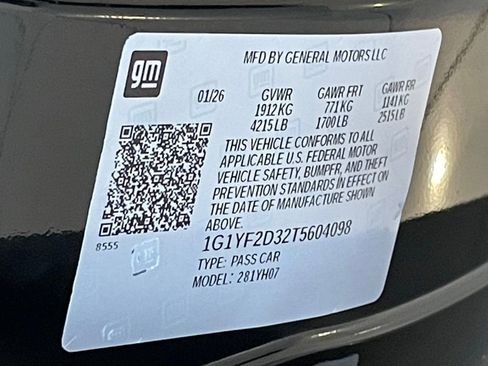 gm
MFD BY GENERAL MOTORS LLC
01/26 GVWR GAWR FRT GAWR RR
1912 KG 771 KG 1141 KG
4215 LB 1700 LB 2515 LB
THIS VEHICLE CONFORMS TO ALL
APPLICABLE U.S. FEDERAL MOTOR
VEHICLE SAFETY, BUMPER, AND THEFT
PREVENTION STANDARDS IN EFFECT ON
THE DATE OF MANUFACTURE SHOWN
ABOVE.
8555
1G1YF2D32T5604098
TYPE: PASS CAR
MODEL: 281YH07